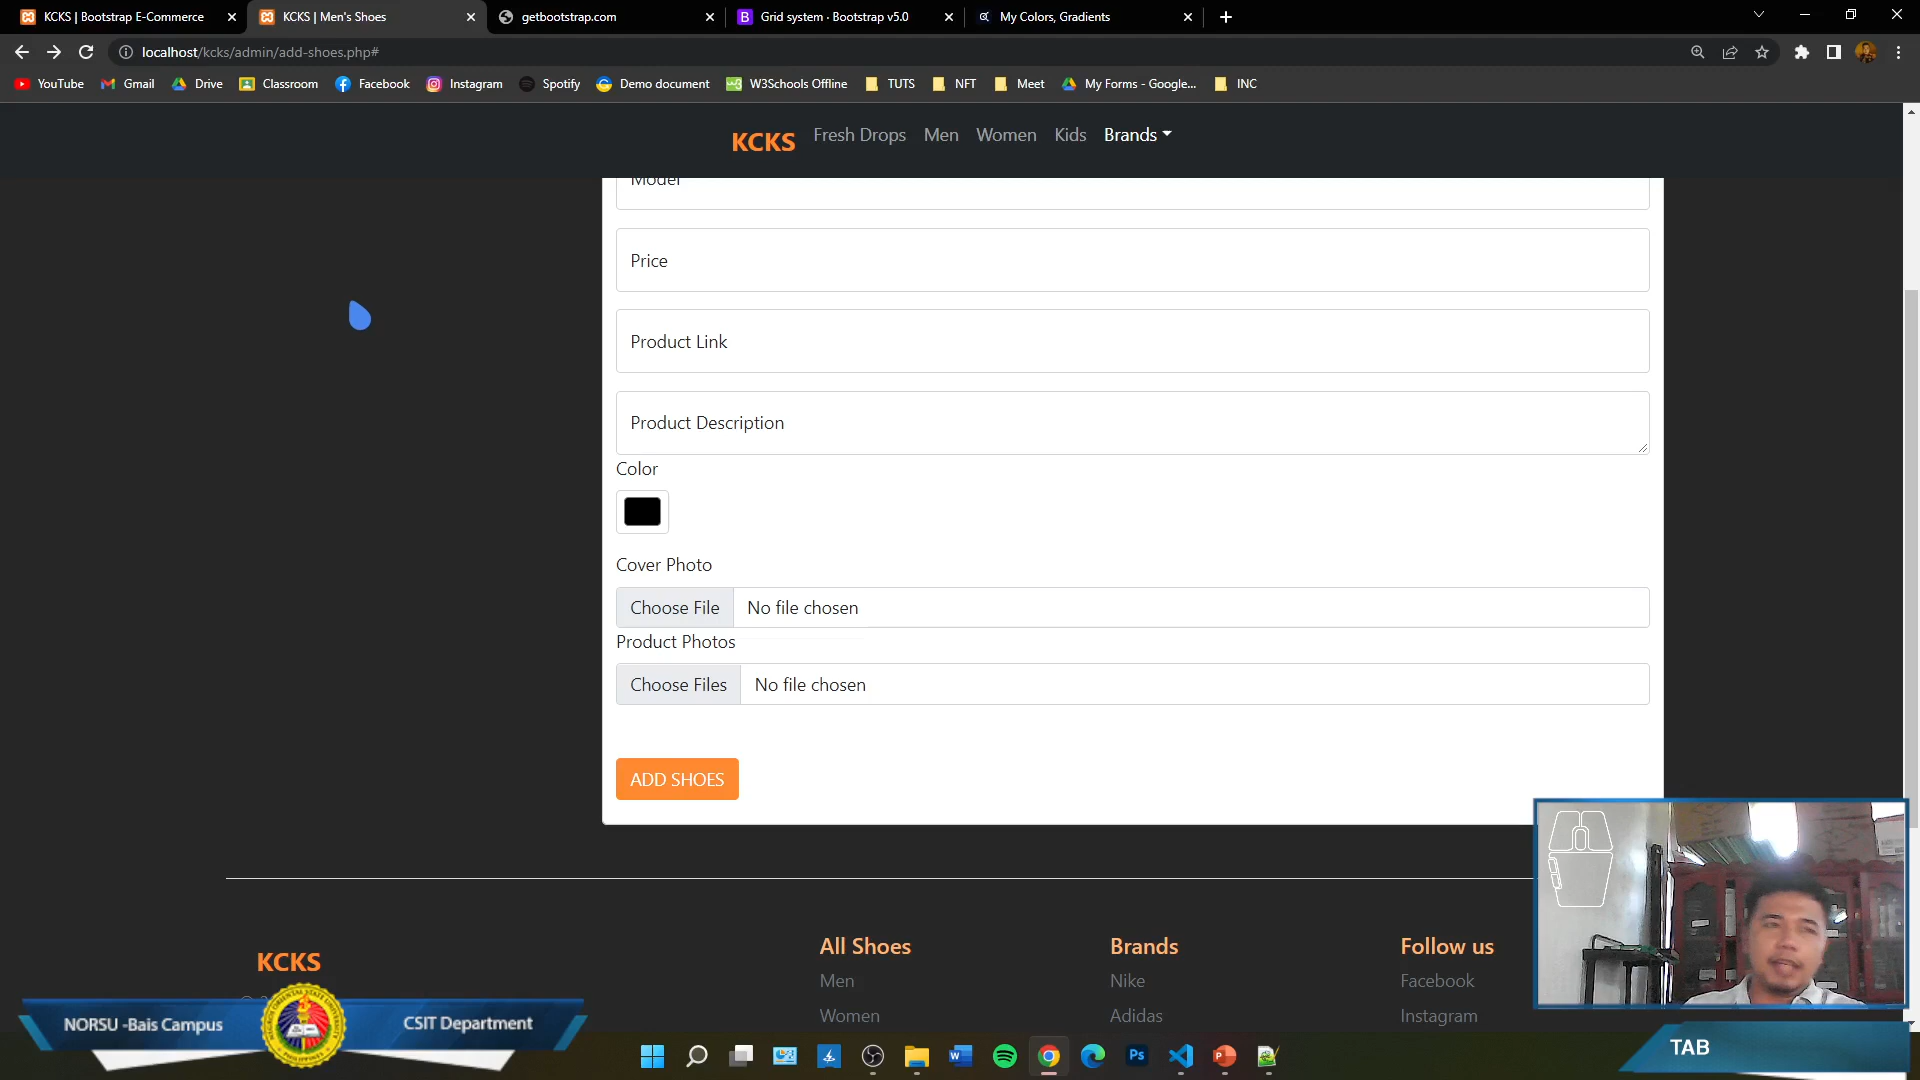 KCKS | Bootstrap E-Commerce
KCKS | Men's Shoes
getbootstrap.com
Grid system · Bootstrap v5.0
My Colors, Gradients
localhost/kcks/admin/add-shoes.php#
YouTube
Gmail
Drive
Classroom
Facebook
Instagram
Spotify
Demo document
W3Schools Offline
TUTS
NFT
Meet
My Forms - Google...
INC
KCKS
Fresh Drops
Men
Women
Kids
Brands
Model
Price
Product Link
Product Description
Color
Cover Photo
Choose File
No file chosen
Product Photos
Choose Files
No file chosen
ADD SHOES
KCKS
All Shoes
Brands
Follow us
Men
Nike
Facebook
Women
Adidas
Instagram
NORSU -Bais Campus
CSIT Department
TAB